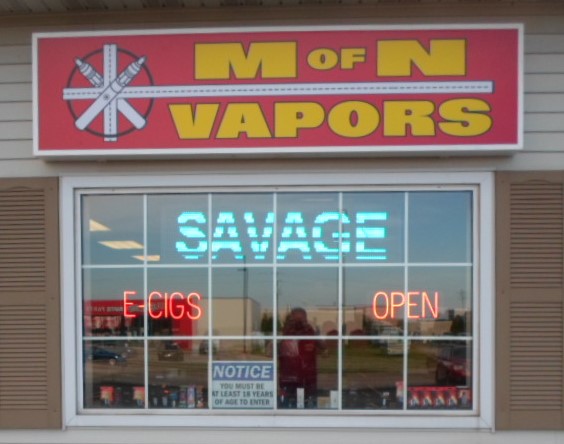 M OF N
VAPORS
SAVAGE
E-CIGS
OPEN
NOTICE
YOU MUST BE
AT LEAST 18 YEARS
OF AGE TO ENTER